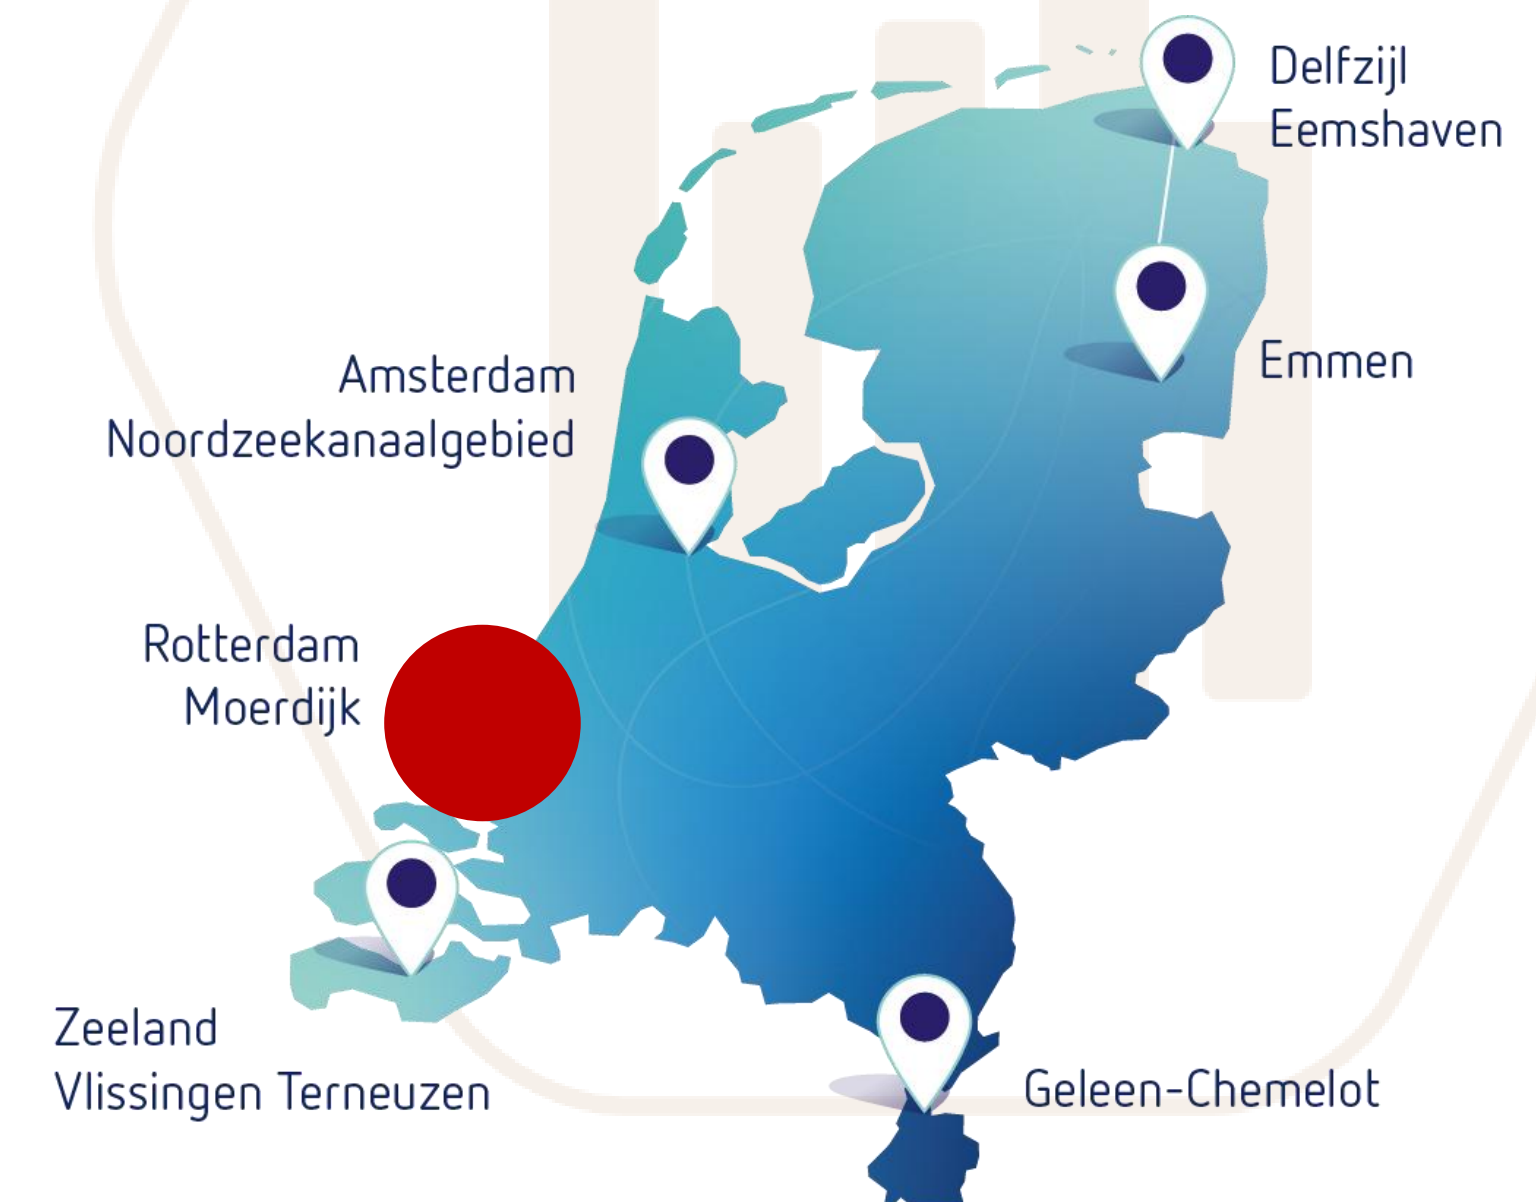 Delfzijl
Eemshaven
Emmen
Amsterdam
Noordzeekanaalgebied
Rotterdam
Moerdijk
Zeeland
Vlissingen Terneuzen
Geleen-Chemelot